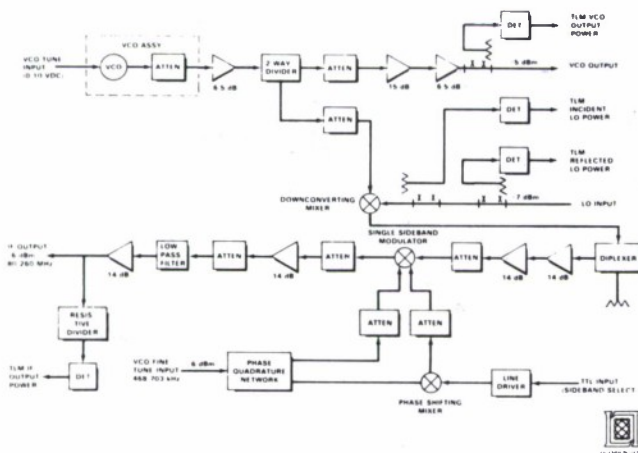 VCO ASSY
VCO TUNE
INPUT
VCO
ATTEN
6.5 dB
2 WAY
DIVIDER
ATTEN
15 dB
6.5 dB
DET
TLM VCO
OUTPUT
POWER
5 dBm
VCO OUTPUT
ATTEN
DET
TLM
INCIDENT
LO POWER
DET
TLM
REFLECTED
LO POWER
7 dBm
DOWNCONVERTING
MIXER
LO INPUT
SINGLE SIDEBAND
MODULATOR
IF OUTPUT
6 dBm
14 dB
LOW
PASS
FILTER
ATTEN
14 dB
ATTEN
ATTEN
14 dB
14 dB
DIPLEXER
RESIS
TIVE
DIVIDER
ATTEN
ATTEN
TLM IF
OUTPUT
POWER
DET
VCO FINE
TUNE INPUT
468.703 kHz
6 dBm
PHASE
QUADRATURE
NETWORK
PHASE SHIFTING
MIXER
LINE
DRIVER
TTL INPUT
SIDEBAND SELECT